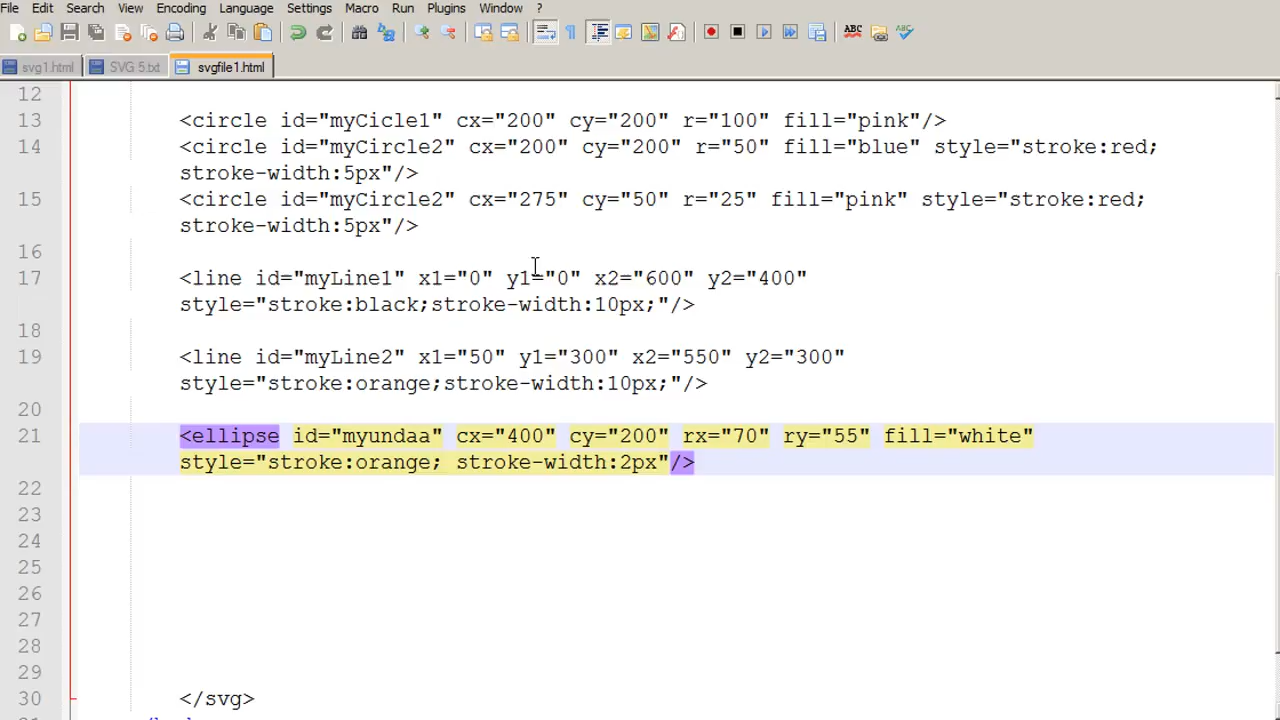 File Edit Search View Encoding Language Settings Macro Run Plugins Window ?
svg1.html SVG 5.txt svgfile1.html
12
13 <circle id="myCicle1" cx="200" cy="200" r="100" fill="pink"/>
14 <circle id="myCircle2" cx="200" cy="200" r="50" fill="blue" style="stroke:red;
stroke-width:5px"/>
15 <circle id="myCircle2" cx="275" cy="50" r="25" fill="pink" style="stroke:red;
stroke-width:5px"/>
16
17 <line id="myLine1" x1="0" y1="0" x2="600" y2="400"
style="stroke:black;stroke-width:10px;"/>
18
19 <line id="myLine2" x1="50" y1="300" x2="550" y2="300"
style="stroke:orange;stroke-width:10px;"/>
20
21 <ellipse id="myundaa" cx="400" cy="200" rx="70" ry="55" fill="white"
style="stroke:orange; stroke-width:2px"/>
22
23
24
25
26
27
28
29
30 </svg>